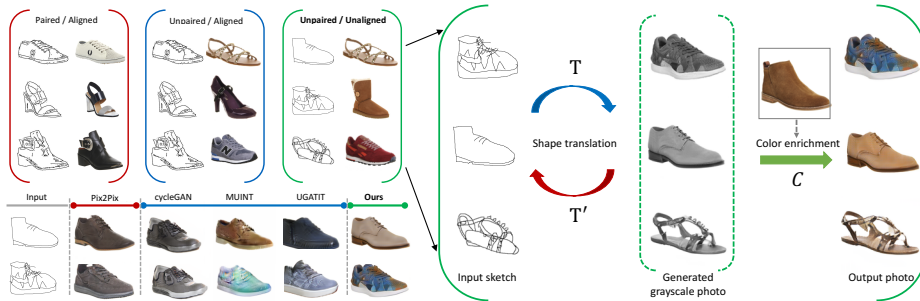 Paired / Aligned
Unpaired / Aligned
Unpaired / Unaligned
Input
Pix2Pix
cycleGAN
MUINT
UGATIT
Ours
T
Shape translation
T′
Input sketch
Generated
grayscale photo
Color enrichment
C
Output photo